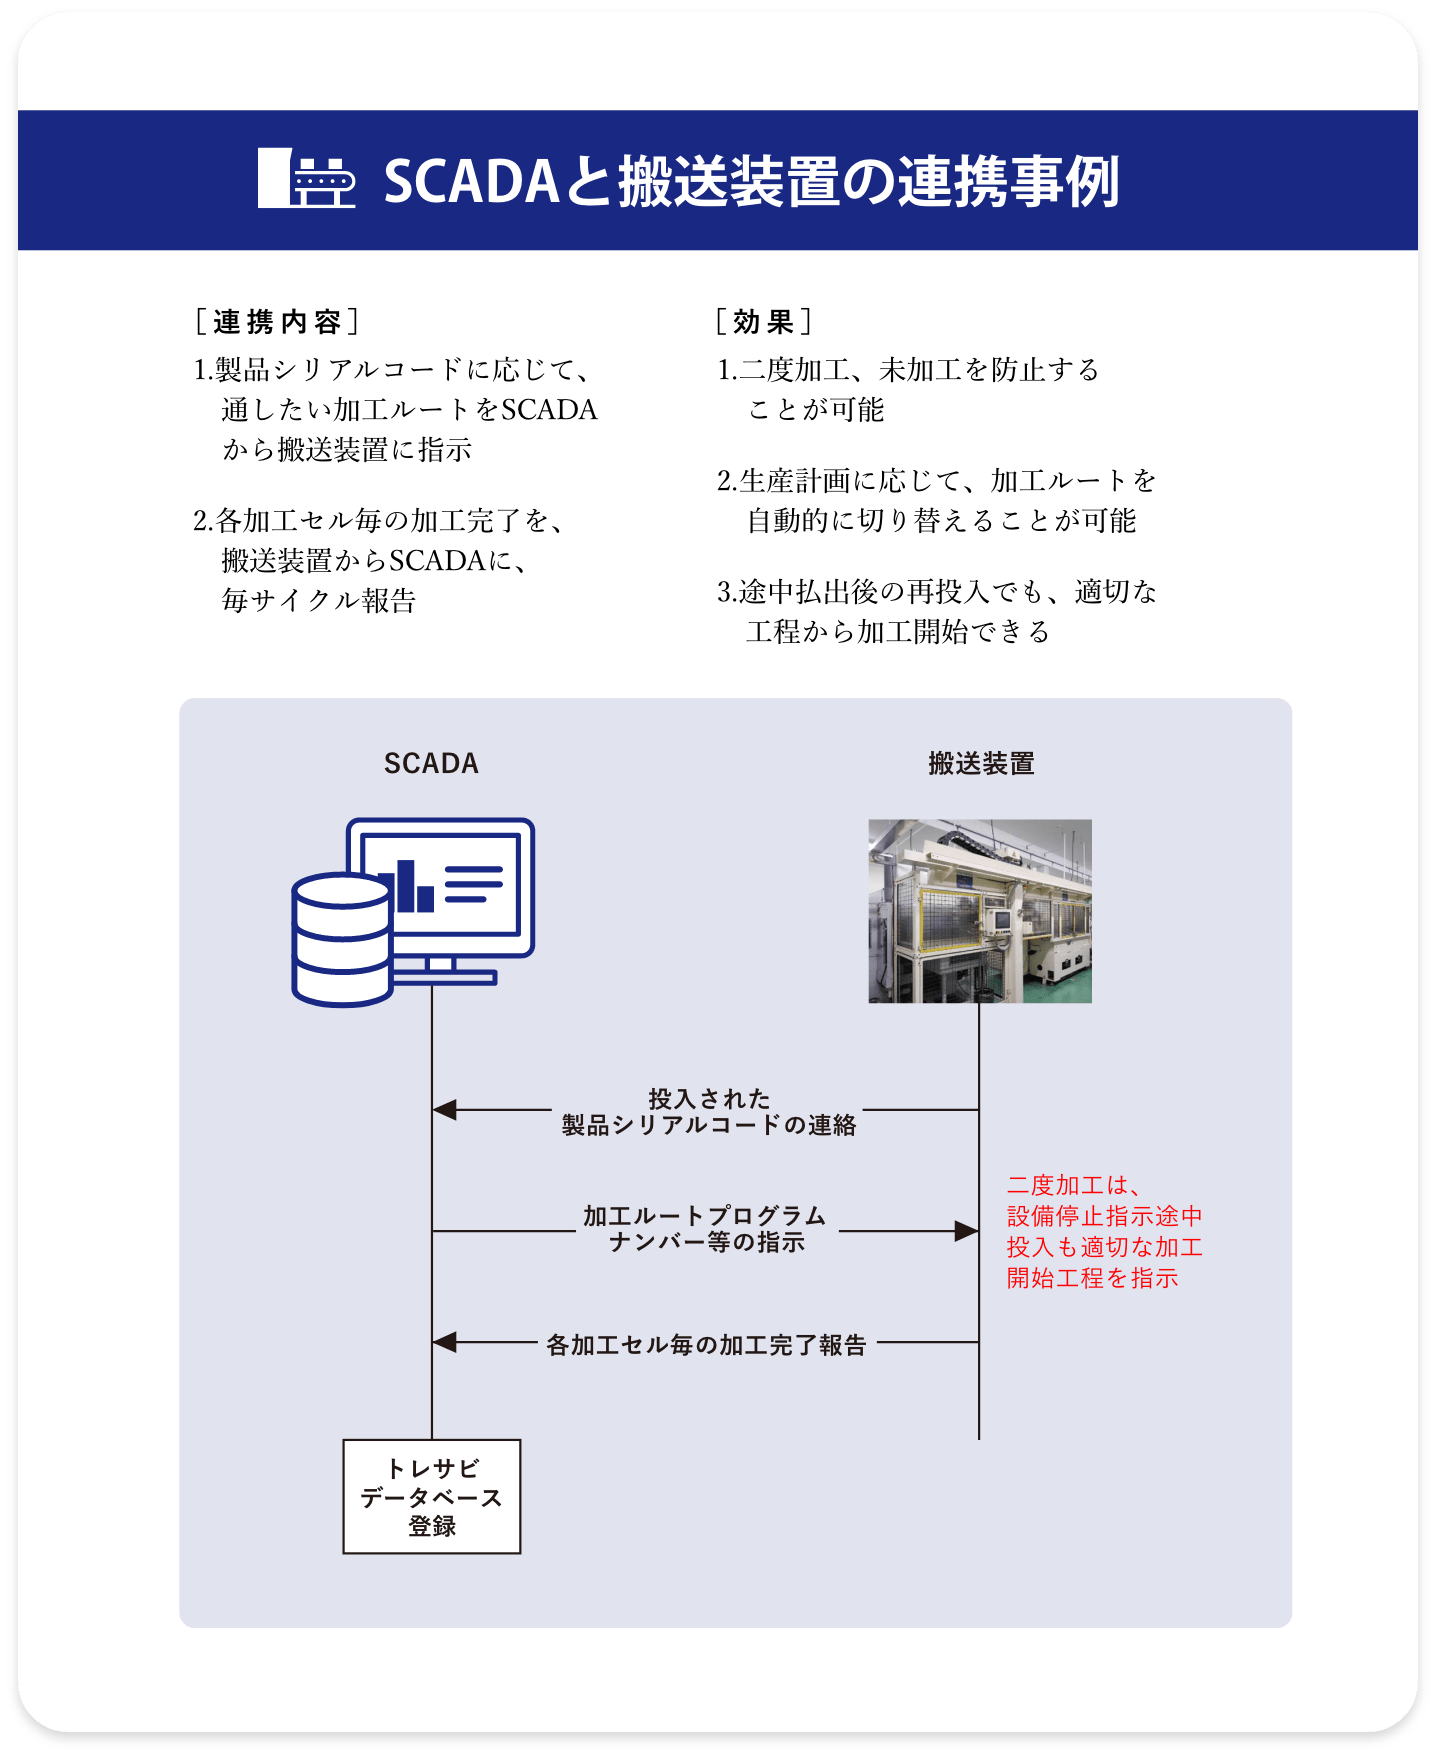 SCADAと搬送装置の連携事例
［連携内容］
1.製品シリアルコードに応じて、
通したい加工ルートをSCADA
から搬送装置に指示
2.各加工セル毎の加工完了を、
搬送装置からSCADAに、
毎サイクル報告
［効果］
1.二度加工、未加工を防止する
ことが可能
2.生産計画に応じて、加工ルートを
自動的に切り替えることが可能
3.途中払出後の再投入でも、適切な
工程から加工開始できる
SCADA
搬送装置
投入された
製品シリアルコードの連絡
加工ルートプログラム
ナンバー等の指示
二度加工は、
設備停止指示途中
投入も適切な加工
開始工程を指示
各加工セル毎の加工完了報告
トレサビ
データベース
登録